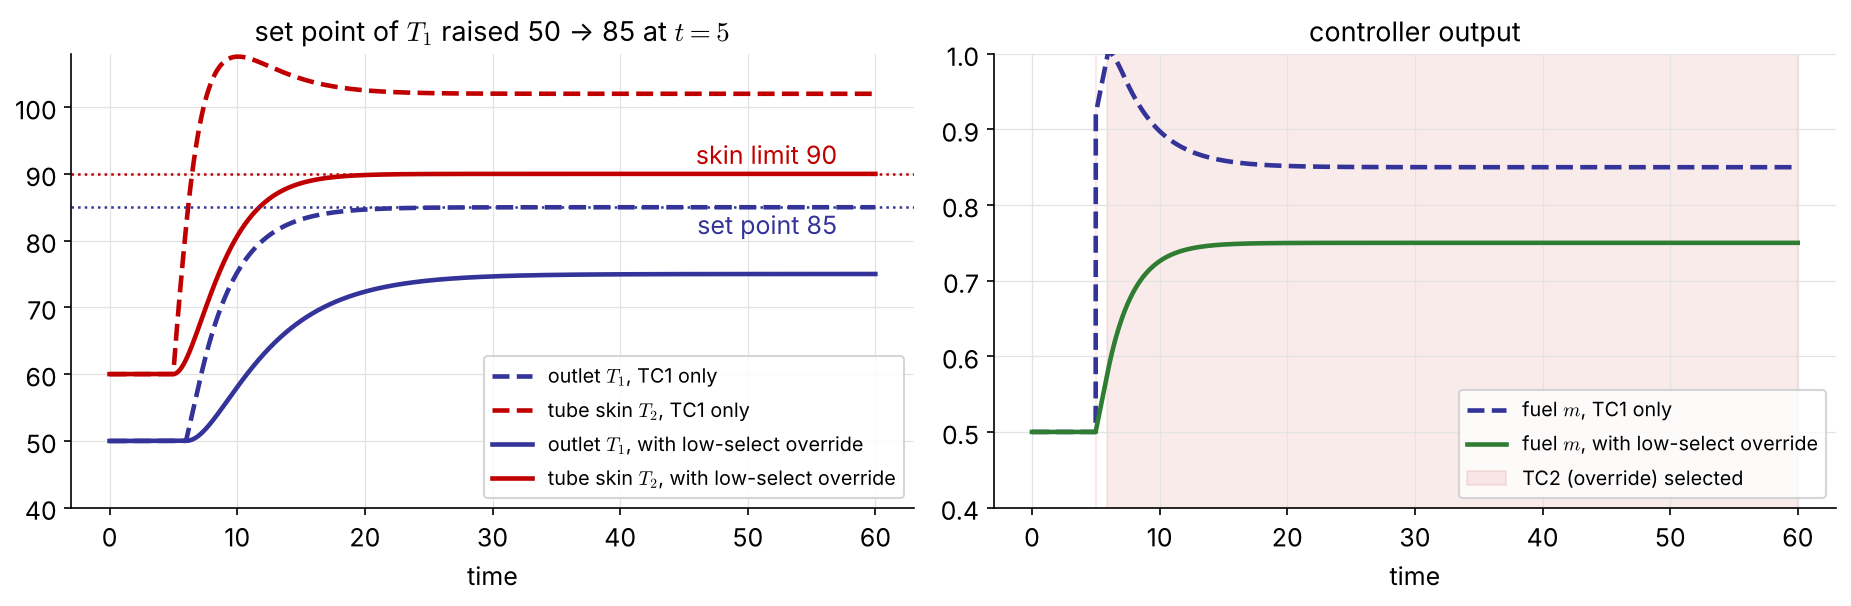 set point of T₁ raised 50 → 85 at t = 5
100
90
80
70
60
50
40
skin limit 90
set point 85
outlet T₁, TC1 only
tube skin T₂, TC1 only
outlet T₁, with low-select override
tube skin T₂, with low-select override
0 10 20 30 40 50 60
time
controller output
1.0
0.9
0.8
0.7
0.6
0.5
0.4
fuel m, TC1 only
fuel m, with low-select override
TC2 (override) selected
0 10 20 30 40 50 60
time